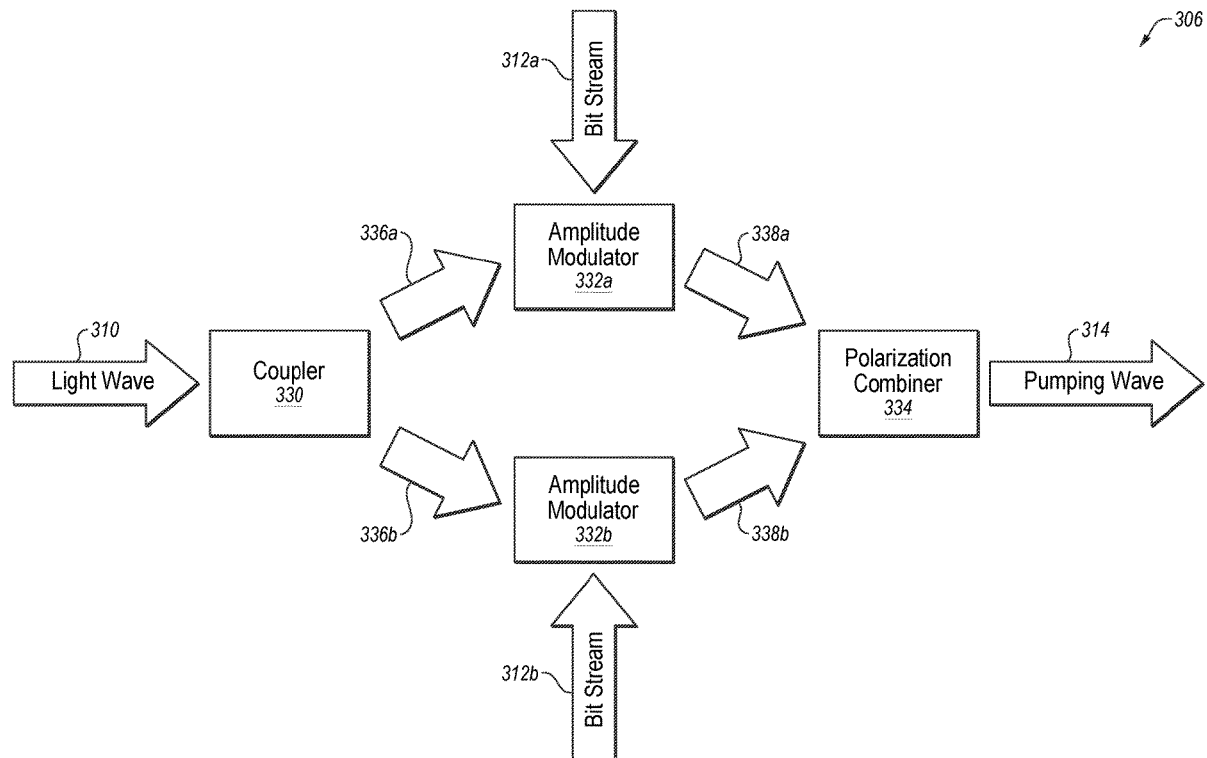 306
312a
Bit Stream
336a
Amplitude
Modulator
332a
338a
310
Light Wave
Coupler
330
Polarization
Combiner
334
314
Pumping Wave
336b
Amplitude
Modulator
332b
338b
312b
Bit Stream